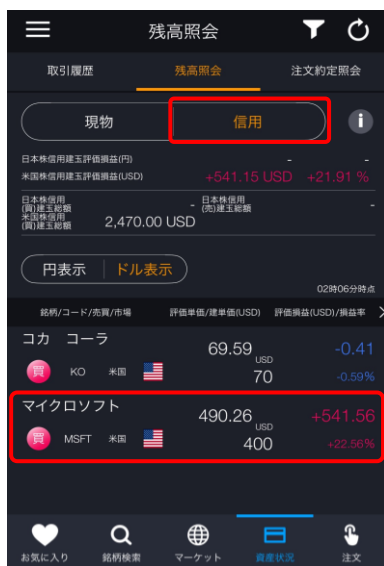 残高照会
取引履歴 残高照会 注文約定照会
現物 信用 i
日本株信用建玉評価損益(円) - -
米国株信用建玉評価損益(USD) +541.15 USD +21.91 %
日本株信用
(買)建玉総額 - 日本株信用
(売)建玉総額 -
米国株信用
(買)建玉総額 2,470.00 USD
円表示 ドル表示
02時06分時点
銘柄/コード/売買/市場 評価単価/建単価(USD) 評価損益(USD)/損益率
コカ コーラ 69.59 USD -0.41
買 KO 米国 70 -0.59%
マイクロソフト 490.26 USD +541.56
買 MSFT 米国 400 +22.56%
お気に入り 銘柄検索 マーケット 資産状況 注文